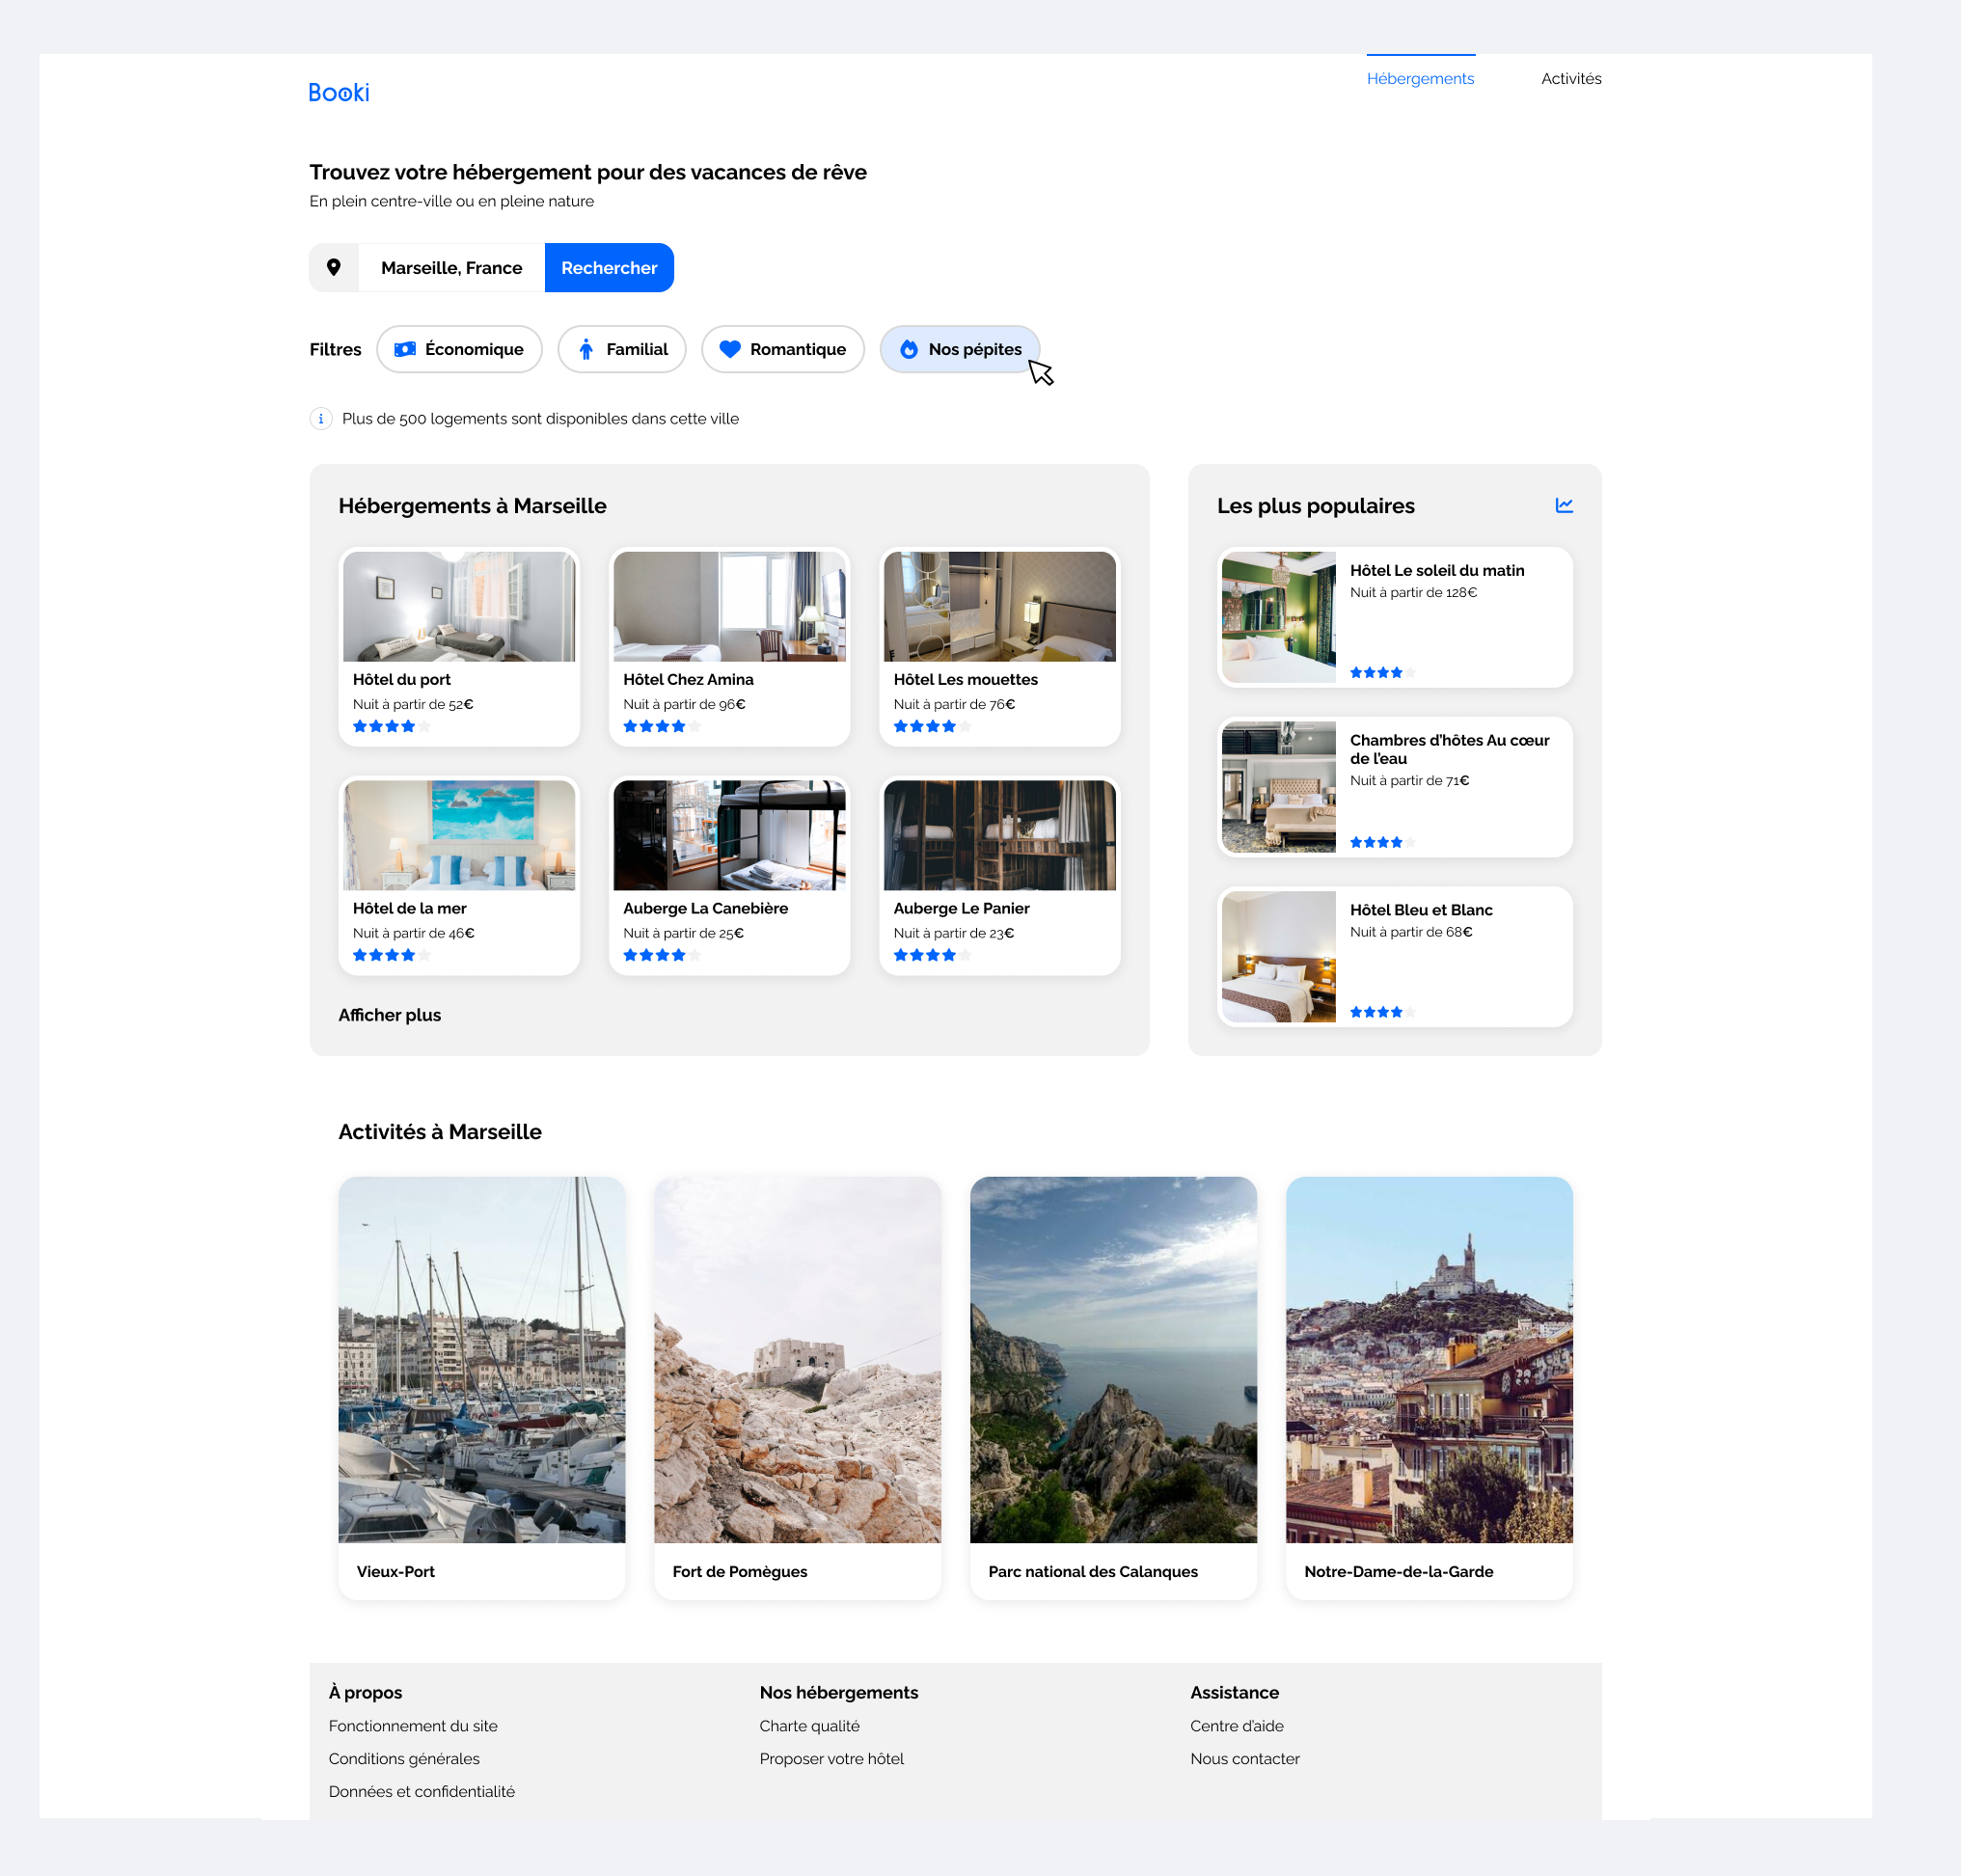 Booki
Hébergements
Activités
Trouvez votre hébergement pour des vacances de rêve
En plein centre-ville ou en pleine nature
Marseille, France
Rechercher
Filtres
Économique
Familial
Romantique
Nos pépites
Plus de 500 logements sont disponibles dans cette ville
Hébergements à Marseille
Hôtel du port
Nuit à partir de 52€
Hôtel Chez Amina
Nuit à partir de 96€
Hôtel Les mouettes
Nuit à partir de 76€
Hôtel de la mer
Nuit à partir de 46€
Auberge La Canebière
Nuit à partir de 25€
Auberge Le Panier
Nuit à partir de 23€
Afficher plus
Les plus populaires
Hôtel Le soleil du matin
Nuit à partir de 128€
Chambres d’hôtes Au cœur
de l’eau
Nuit à partir de 71€
Hôtel Bleu et Blanc
Nuit à partir de 68€
Activités à Marseille
Vieux-Port
Fort de Pomègues
Parc national des Calanques
Notre-Dame-de-la-Garde
À propos
Fonctionnement du site
Conditions générales
Données et confidentialité
Nos hébergements
Charte qualité
Proposer votre hôtel
Assistance
Centre d’aide
Nous contacter